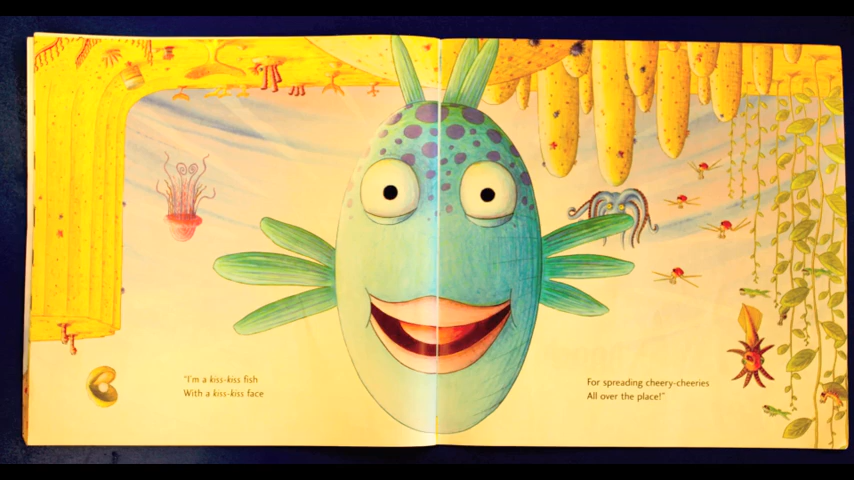 "I'm a kiss-kiss fish
With a kiss-kiss face
For spreading cheery-cheeries
All over the place!"